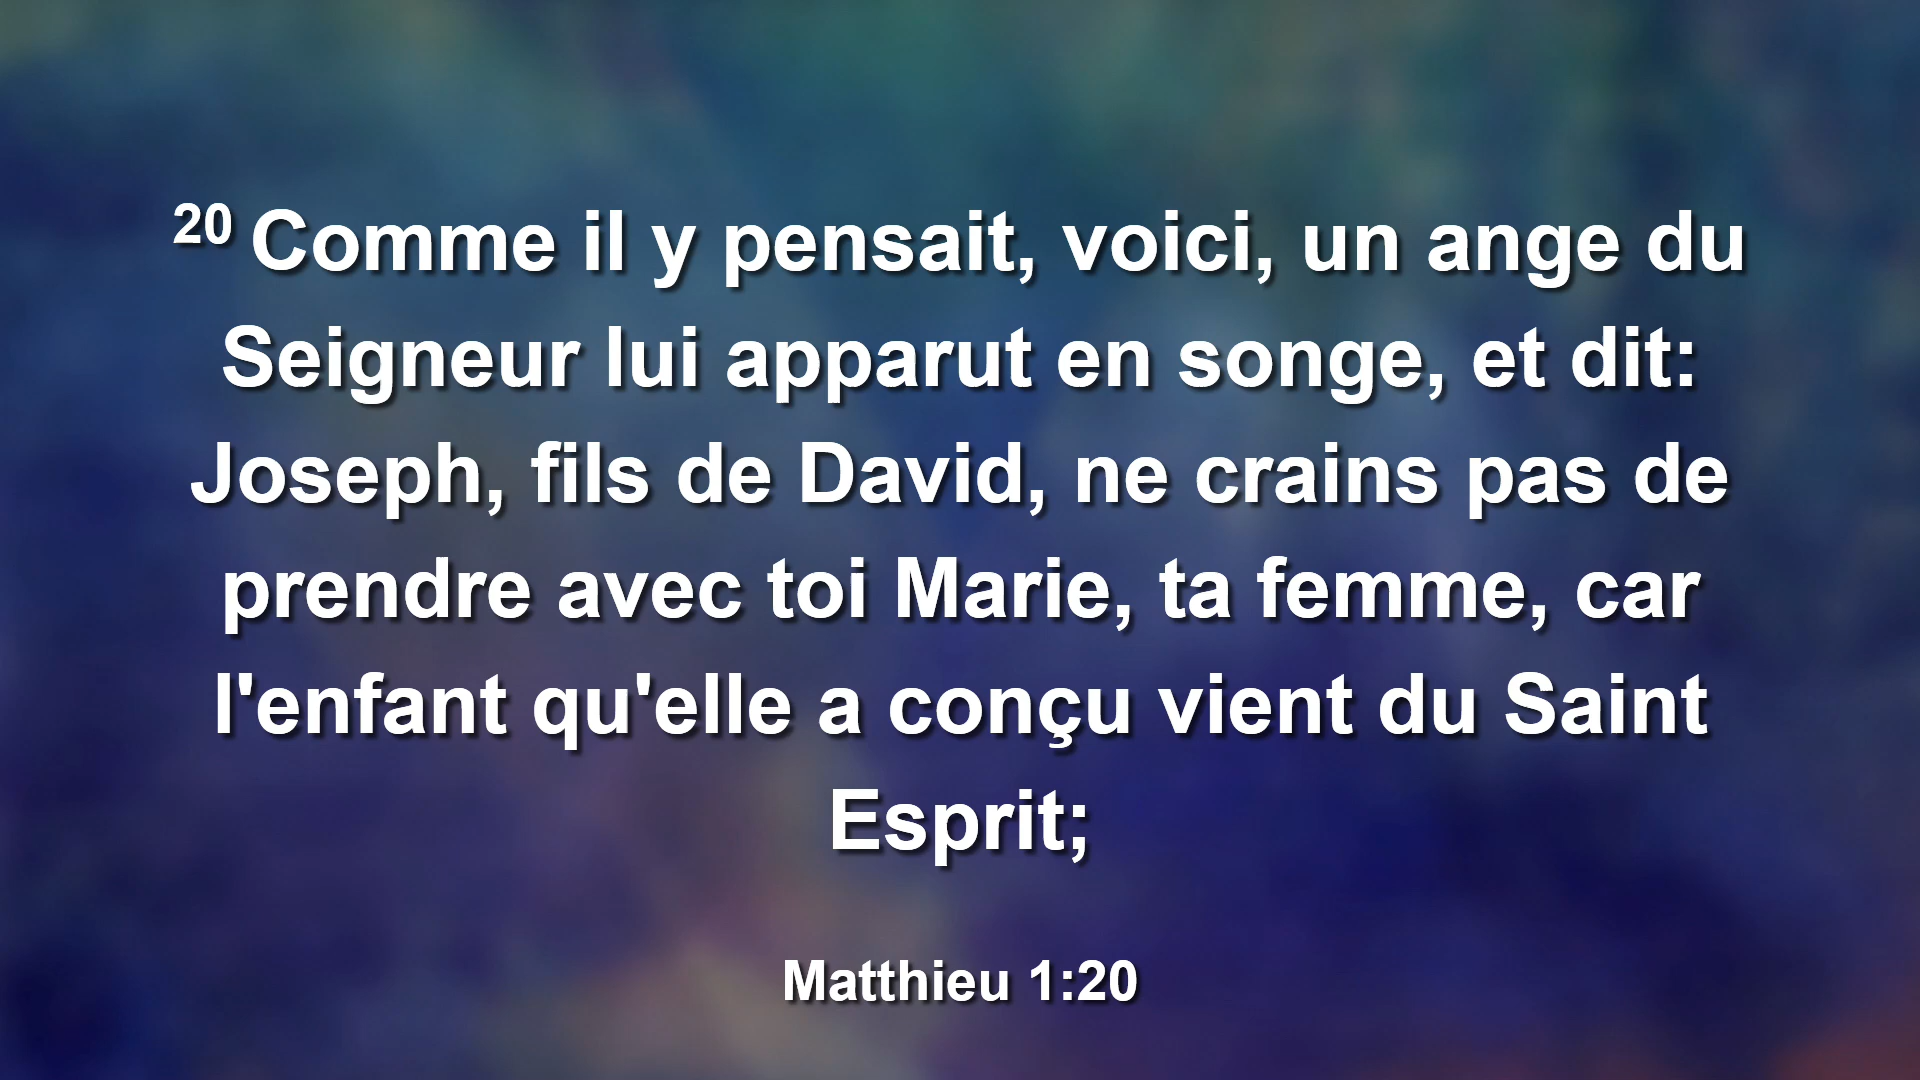 20 Comme il y pensait, voici, un ange du
Seigneur lui apparut en songe, et dit:
Joseph, fils de David, ne crains pas de
prendre avec toi Marie, ta femme, car
l'enfant qu'elle a conçu vient du Saint
Esprit;
Matthieu 1:20